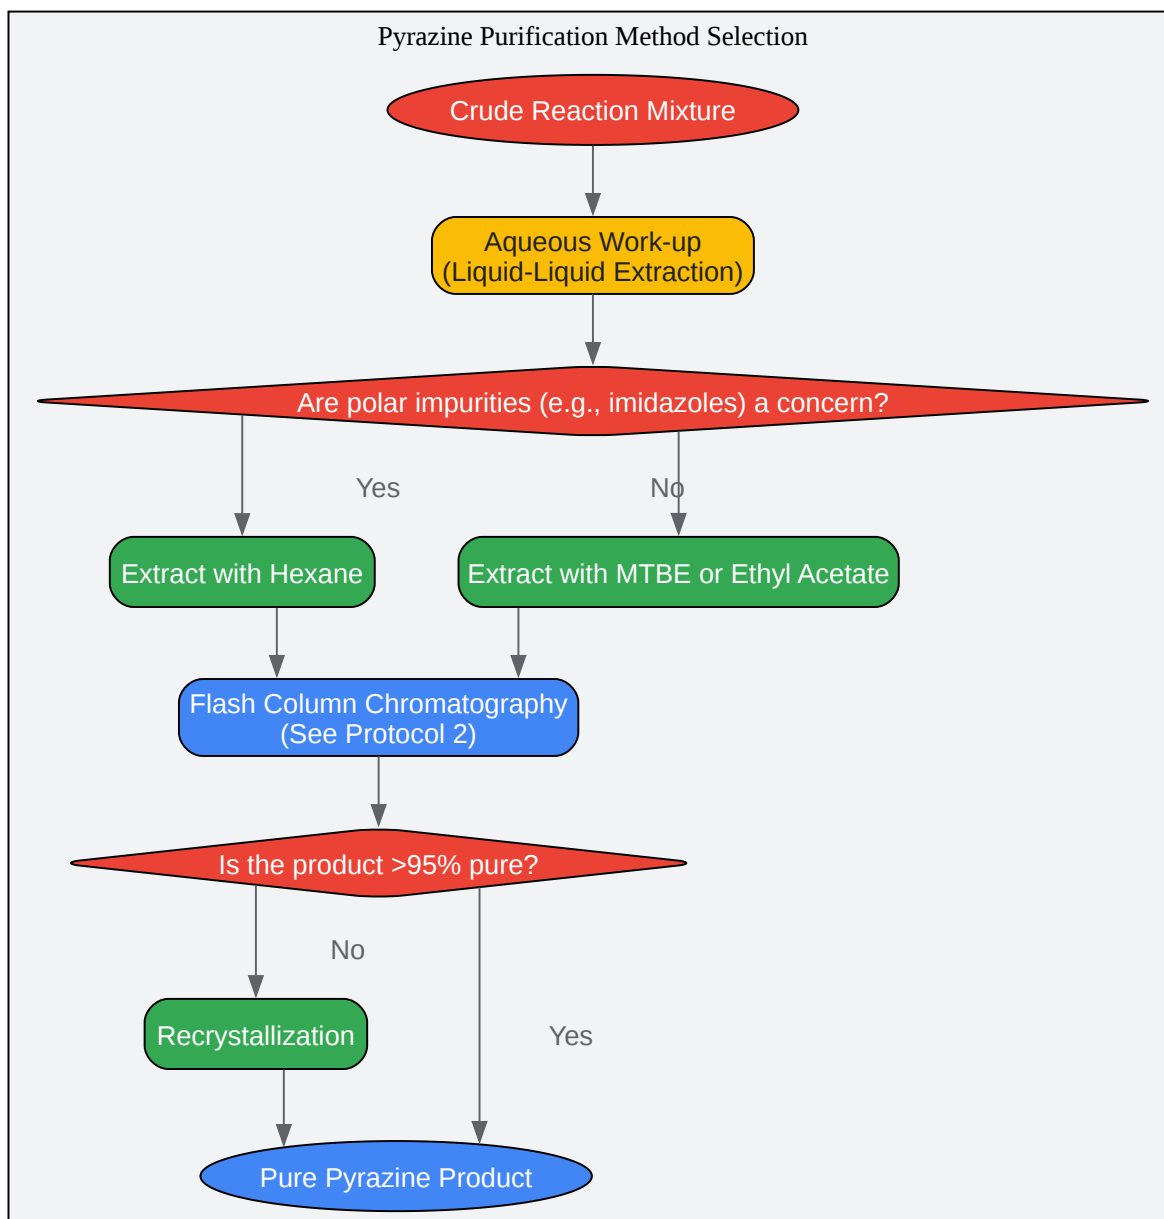 Pyrazine Purification Method Selection
Crude Reaction Mixture
Aqueous Work-up
(Liquid-Liquid Extraction)
Are polar impurities (e.g., imidazoles) a concern?
Yes
No
Extract with Hexane
Extract with MTBE or Ethyl Acetate
Flash Column Chromatography
(See Protocol 2)
Is the product >95% pure?
No
Recrystallization
Yes
Pure Pyrazine Product